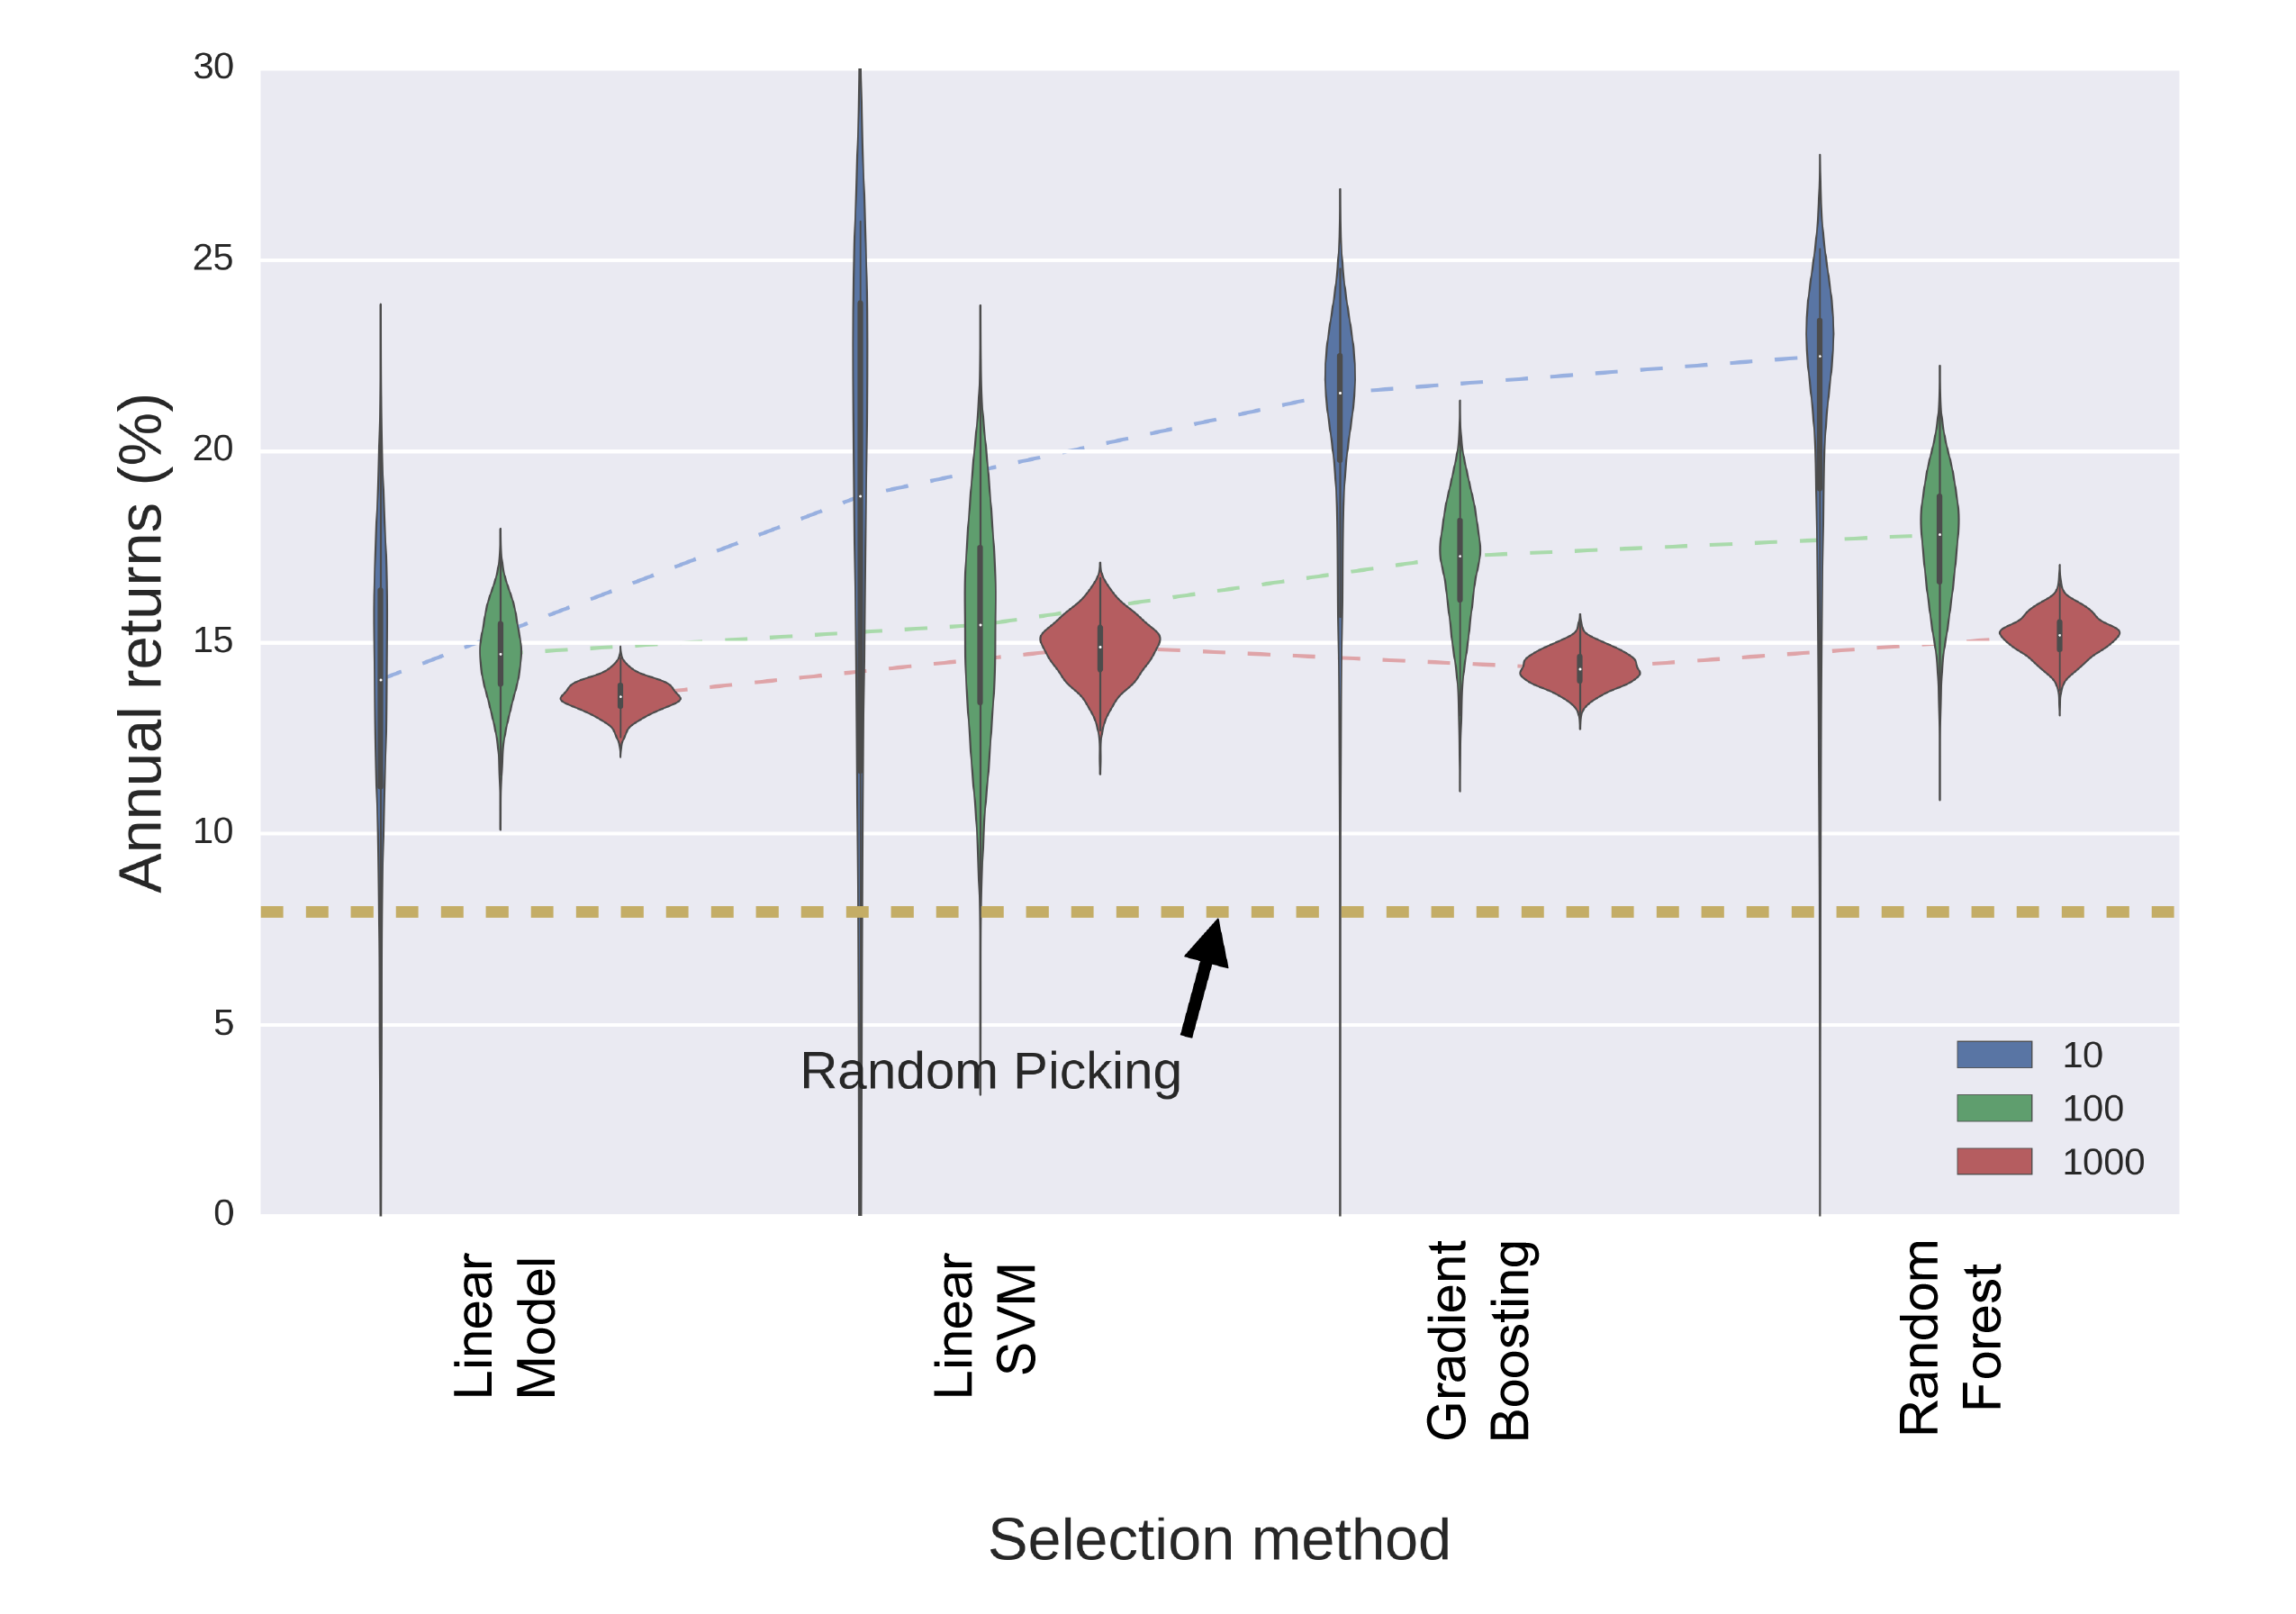 30
25
20
15
10
5
0
Annual returns (%)
Random Picking
10
100
1000
Linear
Model
Linear
SVM
Gradient
Boosting
Random
Forest
Selection method